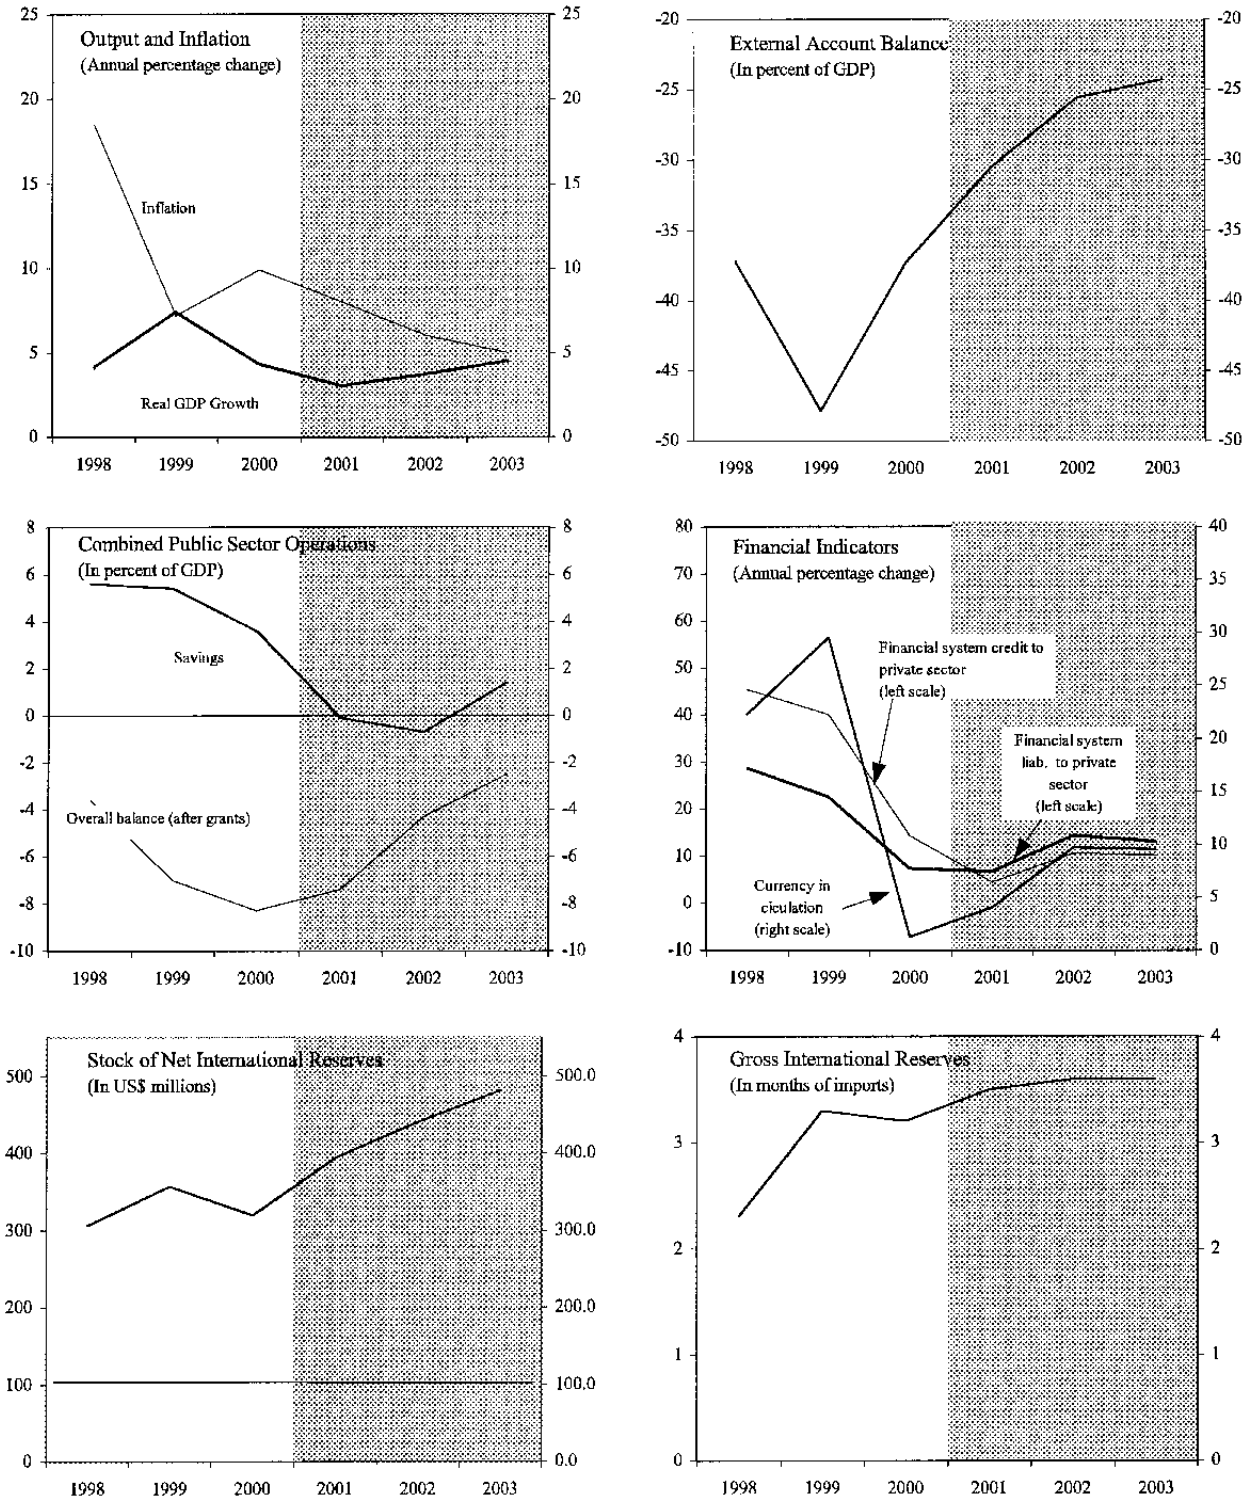 Output and Inflation
(Annual percentage change)
25
20
15
10
5
0
25
20
15
10
5
0
Inflation
Real GDP Growth
1998 1999 2000 2001 2002 2003
External Account Balance
(In percent of GDP)
-20
-25
-30
-35
-40
-45
-50
-20
-25
-30
-35
-40
-45
-50
1998 1999 2000 2001 2002 2003
Combined Public Sector Operations
(In percent of GDP)
8
6
4
2
0
-2
-4
-6
-8
-10
8
6
4
2
0
-2
-4
-6
-8
-10
Savings
Overall balance (after grants)
1998 1999 2000 2001 2002 2003
Financial Indicators
(Annual percentage change)
80
70
60
50
40
30
20
10
0
-10
40
35
30
25
20
15
10
5
0
Financial system credit to
private sector
(left scale)
Financial system
liab. to private
sector
(left scale)
Currency in
ciculation
(right scale)
1998 1999 2000 2001 2002 2003
Stock of Net International Reserves
(In US$ millions)
500
400
300
200
100
0
500.0
400.0
300.0
200.0
100.0
0.0
1998 1999 2000 2001 2002 2003
Gross International Reserves
(In months of imports)
4
3
2
1
0
4
3
2
1
0
1998 1999 2000 2001 2002 2003